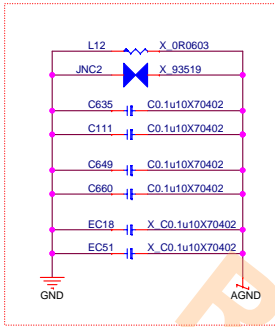 L12 X_0R0603
JNC2 X_93519
C635 C0.1u10X70402
C111 C0.1u10X70402
C649 C0.1u10X70402
C660 C0.1u10X70402
EC18 X_C0.1u10X70402
EC51 X_C0.1u10X70402
GND AGND